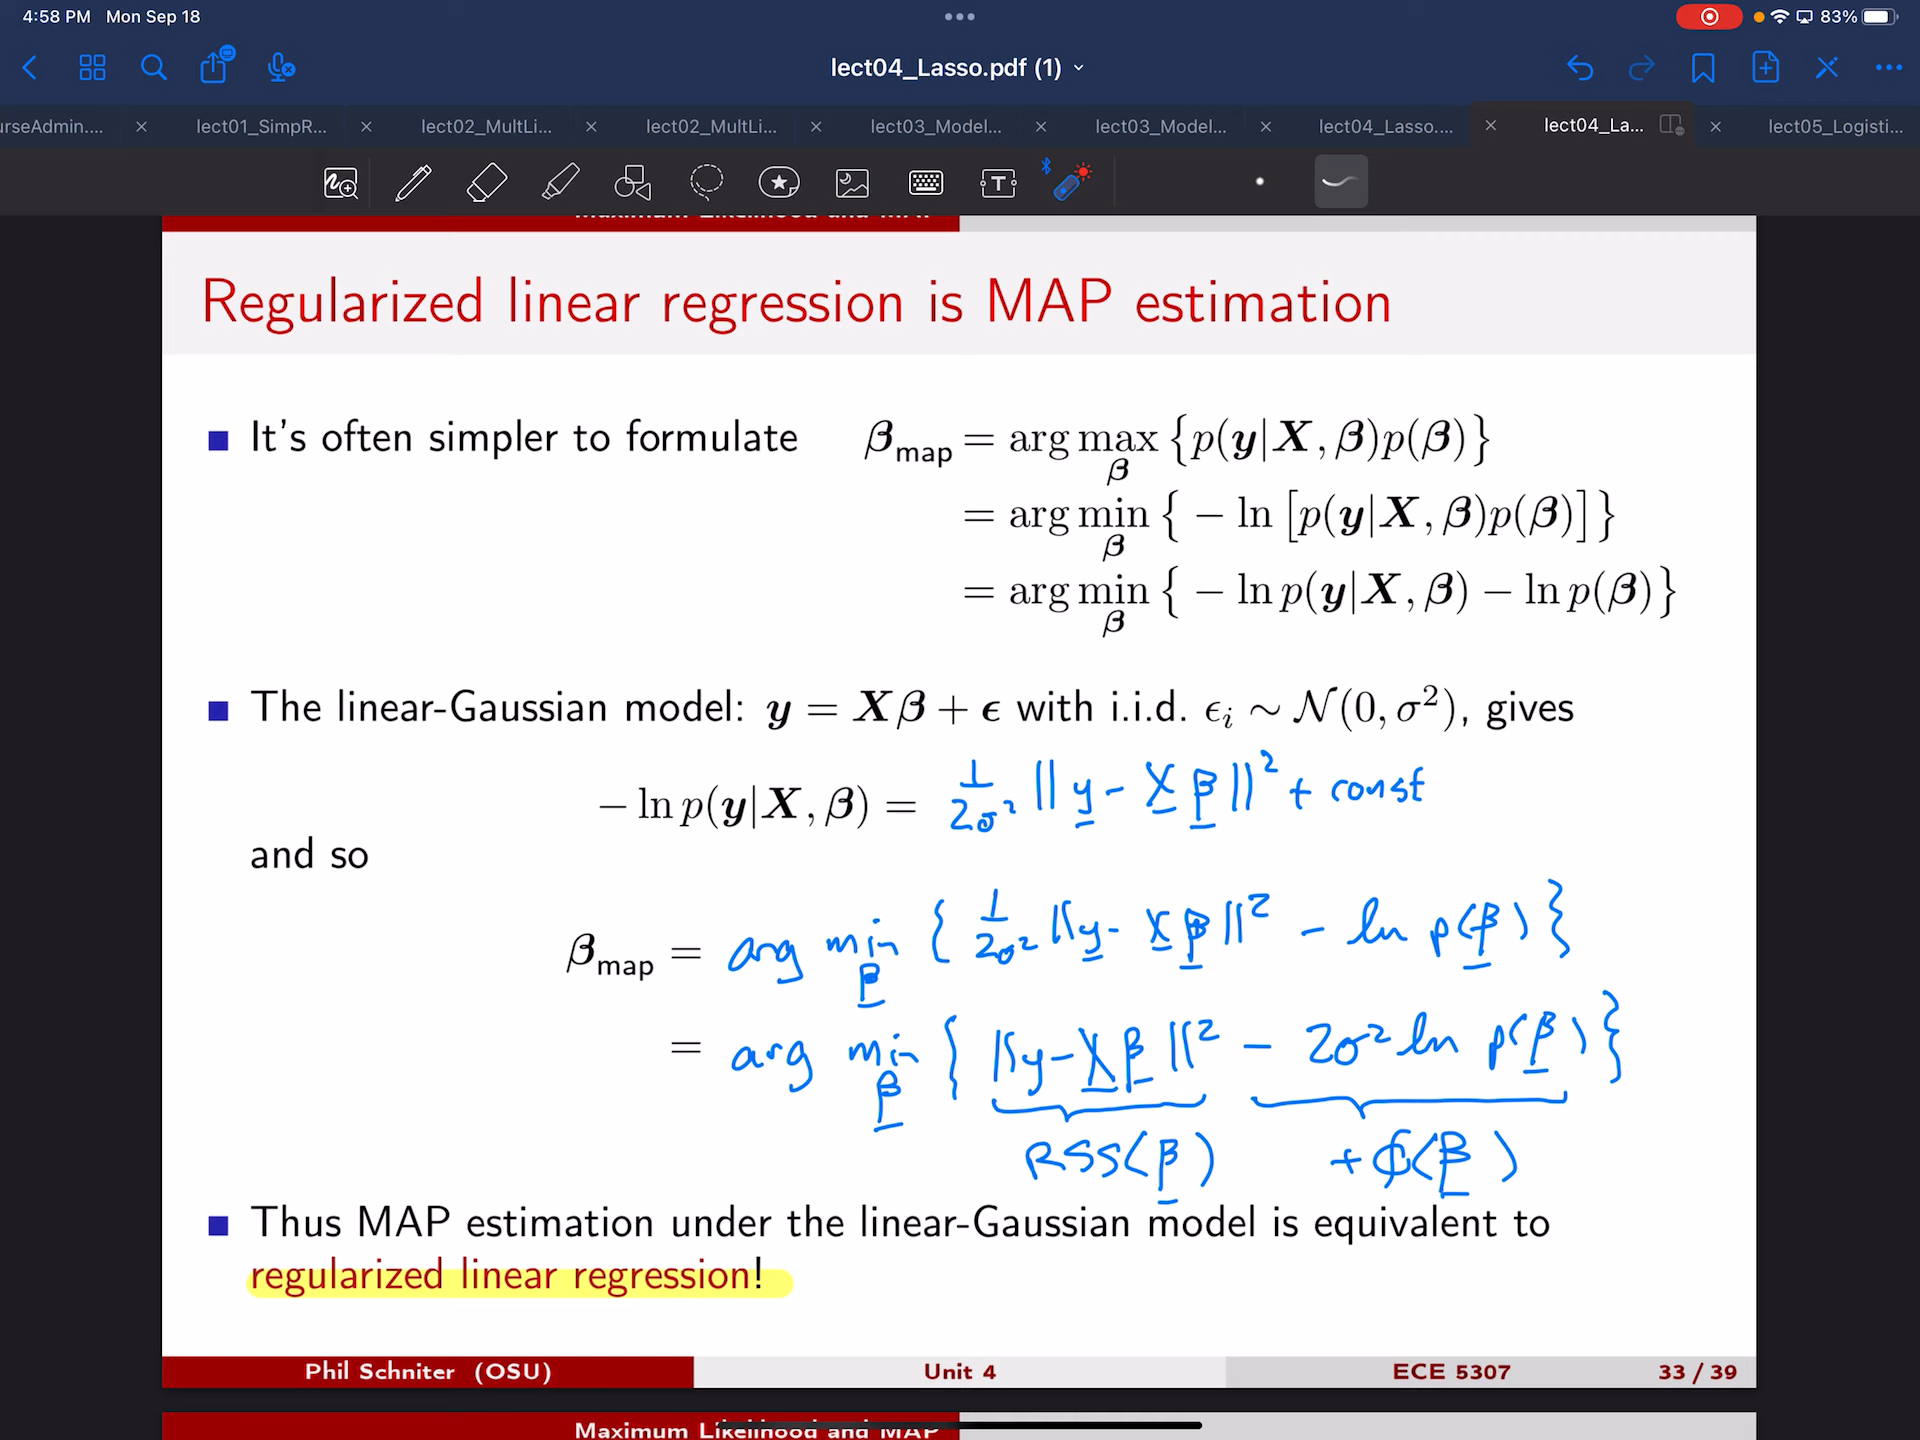 4:58 PM Mon Sep 18
83%
lect04_Lasso.pdf (1)
urseAdmin....
lect01_SimpR...
lect02_MultLi...
lect02_MultLi...
lect03_Model...
lect03_Model...
lect04_Lasso....
lect04_La...
lect05_Logisti...
T
Maximum Likelihood and MAP
Regularized linear regression is MAP estimation
It's often simpler to formulate β_map = arg max_β {p(y|X, β)p(β)}
= arg min_β { − ln [p(y|X, β)p(β)]}
= arg min_β { − ln p(y|X, β) − ln p(β)}
The linear-Gaussian model: y = Xβ + ϵ with i.i.d. ϵ_i ∼ N(0, σ²), gives
− ln p(y|X, β) = 1/2σ² ||y - Xβ||² + const
and so
β_map = arg min_β { 1/2σ² ||y - Xβ||² - ln p(β) }
= arg min_β { ||y - Xβ||² - 2σ² ln p(β) }
RSS(β) + ϕ(β)
Thus MAP estimation under the linear-Gaussian model is equivalent to
regularized linear regression!
Phil Schniter (OSU) Unit 4 ECE 5307 33 / 39
Maximum Likelihood and MAP